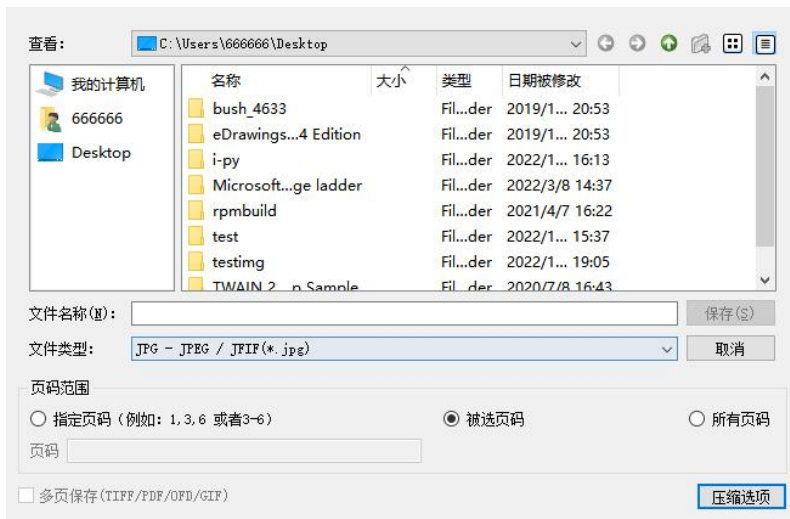 查看: C:\Users\666666\Desktop
我的计算机
666666
Desktop
名称 大小 类型 日期被修改
bush_4633 Fil...der 2019/1... 20:53
eDrawings...4 Edition Fil...der 2019/1... 20:53
i-py Fil...der 2022/1... 16:13
Microsoft...ge ladder Fil...der 2022/3/8 14:37
rpmbuild Fil...der 2021/4/7 16:22
test Fil...der 2022/1... 15:37
testimg Fil...der 2022/1... 19:05
TWAIN 2...p Sample Fil...der 2020/7/8 16:43
文件名称(N): 保存(S)
文件类型: JPG - JPEG / JFIF(*.jpg) 取消
页码范围
指定页码(例如: 1,3,6 或者3-6) 被选页码 所有页码
页码
多页保存(TIFF/PDF/OFD/GIF) 压缩选项